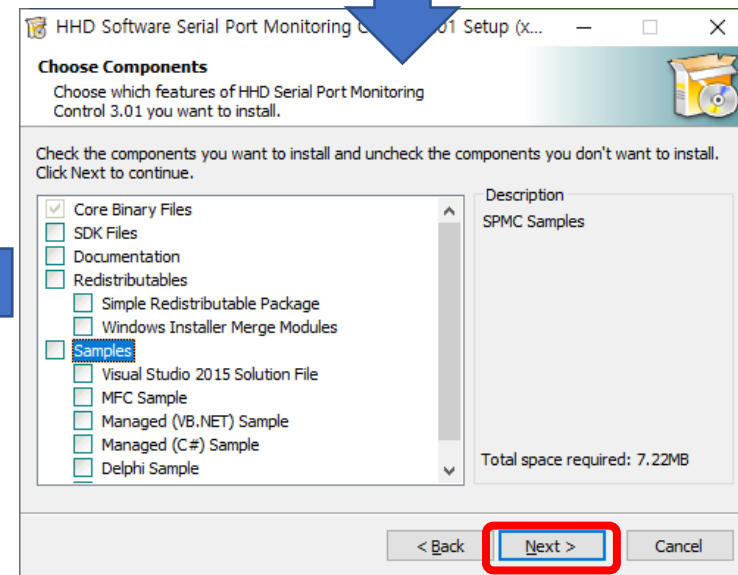 HHD Software Serial Port Monitoring 01 Setup (x...
Choose Components
Choose which features of HHD Serial Port Monitoring
Control 3.01 you want to install.
Check the components you want to install and uncheck the components you don't want to install.
Click Next to continue.
Core Binary Files
SDK Files
Documentation
Redistributables
Simple Redistributable Package
Windows Installer Merge Modules
Samples
Visual Studio 2015 Solution File
MFC Sample
Managed (VB.NET) Sample
Managed (C#) Sample
Delphi Sample
Description
SPMC Samples
Total space required: 7.22MB
< Back
Next >
Cancel